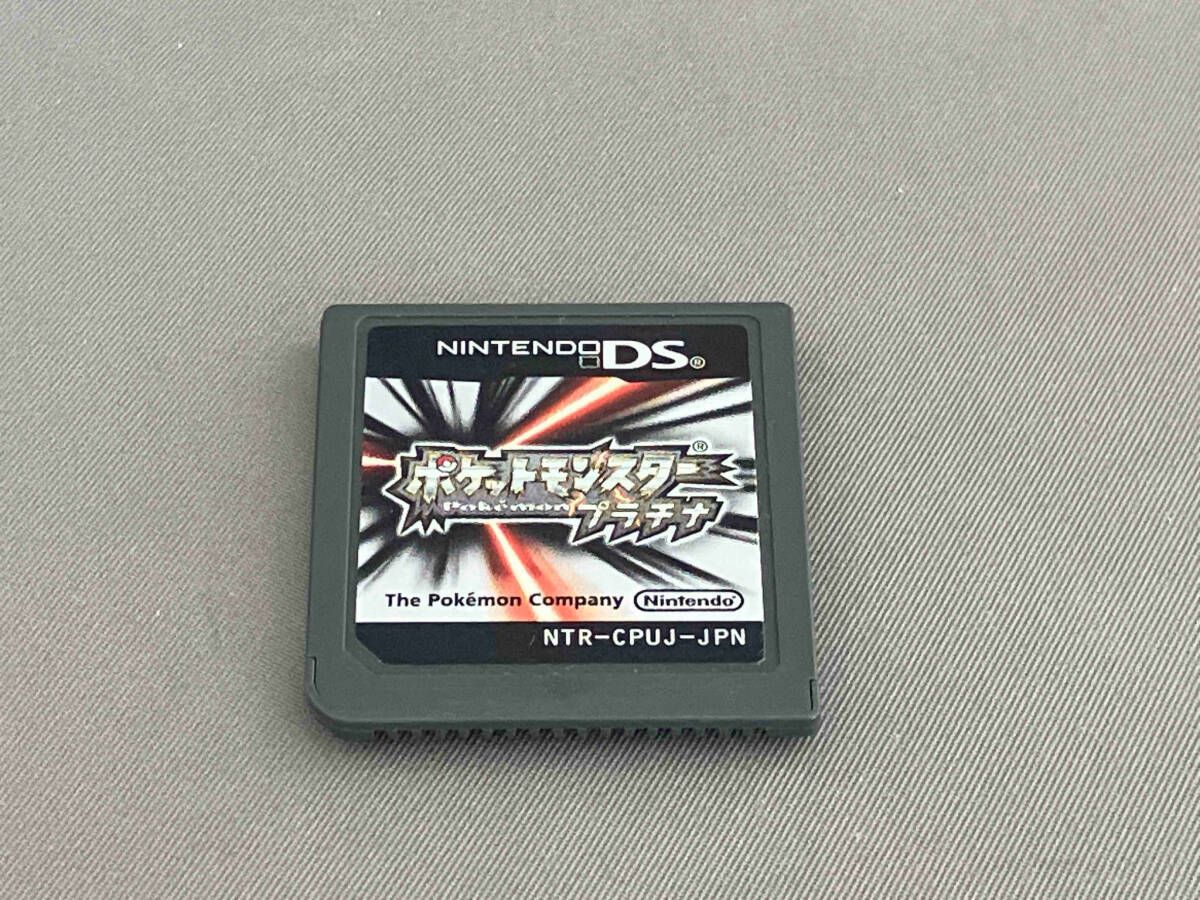 NINTENDO DS®
ポケットモンスター®
Pokémon プラチナ
The Pokémon Company Nintendo®
NTR-CPUJ-JPN